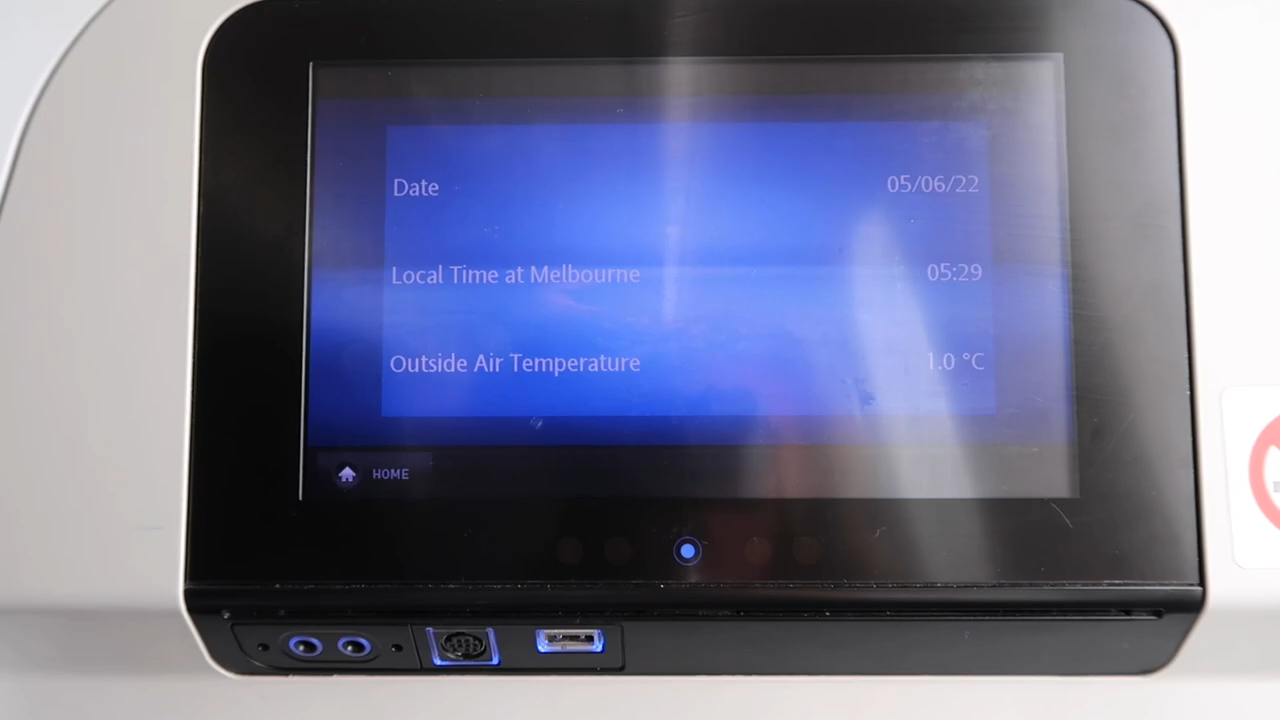 Date 05/06/22
Local Time at Melbourne 05:29
Outside Air Temperature 1.0 °C
HOME